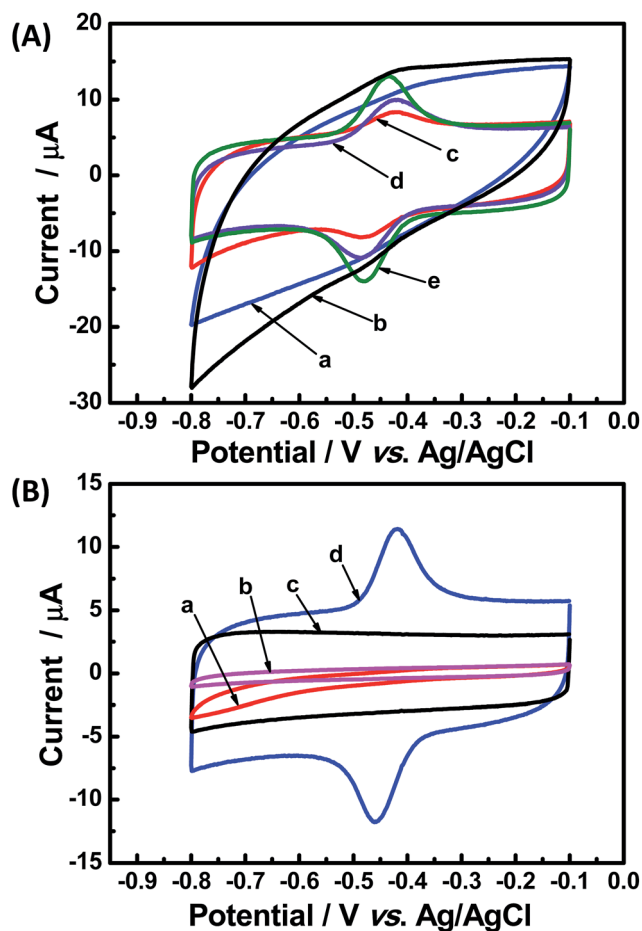 (A)
20
10
0
-10
-20
-30
Current / μA
c
d
e
b
a
-0.9 -0.8 -0.7 -0.6 -0.5 -0.4 -0.3 -0.2 -0.1 0.0
Potential / V vs. Ag/AgCl
(B)
15
10
5
0
-5
-10
-15
Current / μA
d
b
c
a
-0.9 -0.8 -0.7 -0.6 -0.5 -0.4 -0.3 -0.2 -0.1 0.0
Potential / V vs. Ag/AgCl